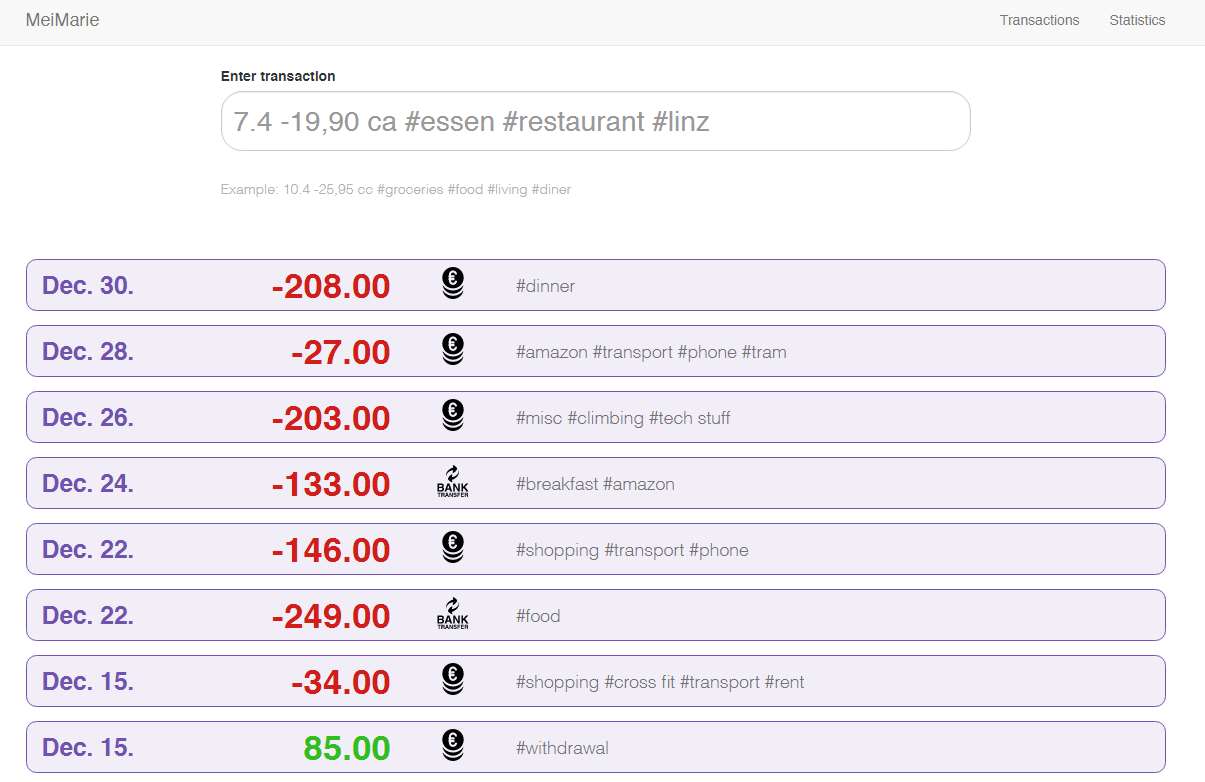 MeiMarie Transactions Statistics
Enter transaction
7.4 -19,90 ca #essen #restaurant #linz
Example: 10.4 -25,95 cc #groceries #food #living #diner
Dec. 30. -208.00 € #dinner
Dec. 28. -27.00 € #amazon #transport #phone #tram
Dec. 26. -203.00 € #misc #climbing #tech stuff
Dec. 24. -133.00 BANK TRANSFER #breakfast #amazon
Dec. 22. -146.00 € #shopping #transport #phone
Dec. 22. -249.00 BANK TRANSFER #food
Dec. 15. -34.00 € #shopping #cross fit #transport #rent
Dec. 15. 85.00 € #withdrawal